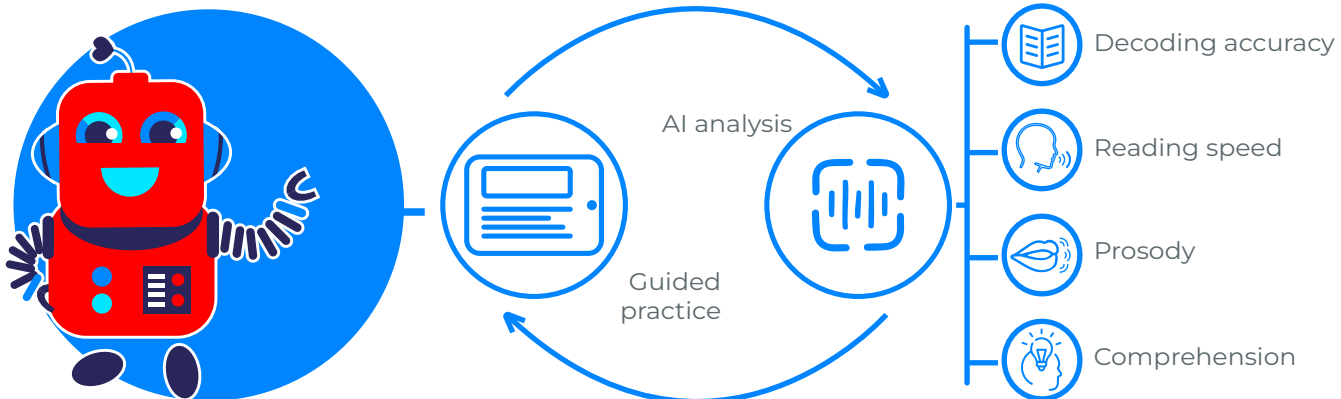 AI analysis
Guided
practice
Decoding accuracy
Reading speed
Prosody
Comprehension